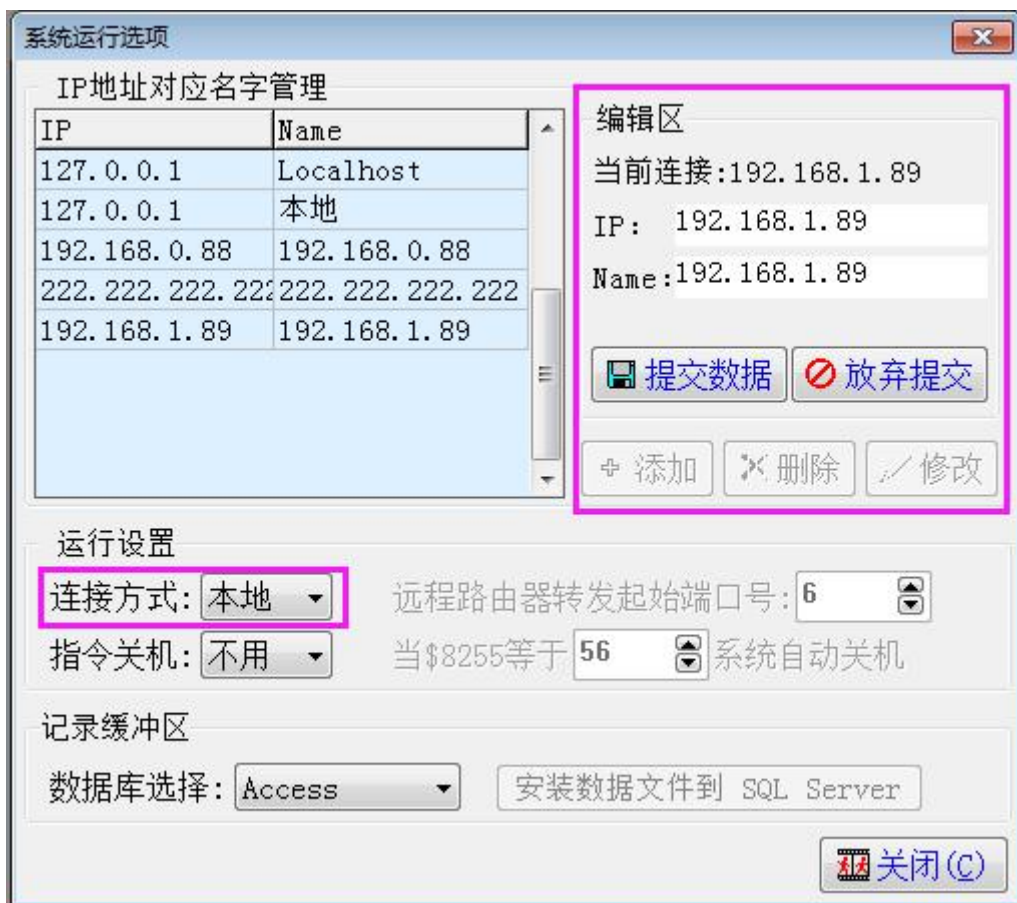 系统运行选项
IP地址对应名字管理
IP Name
127.0.0.1 Localhost
127.0.0.1 本地
192.168.0.88 192.168.0.88
222.222.222.222 222.222.222.222
192.168.1.89 192.168.1.89
编辑区
当前连接:192.168.1.89
IP: 192.168.1.89
Name:192.168.1.89
提交数据 放弃提交
添加 删除 修改
运行设置
连接方式: 本地 远程路由器转发起始端口号: 6
指令关机: 不用 当$8255等于 56 系统自动关机
记录缓冲区
数据库选择: Access 安装数据文件到 SQL Server
关闭(C)